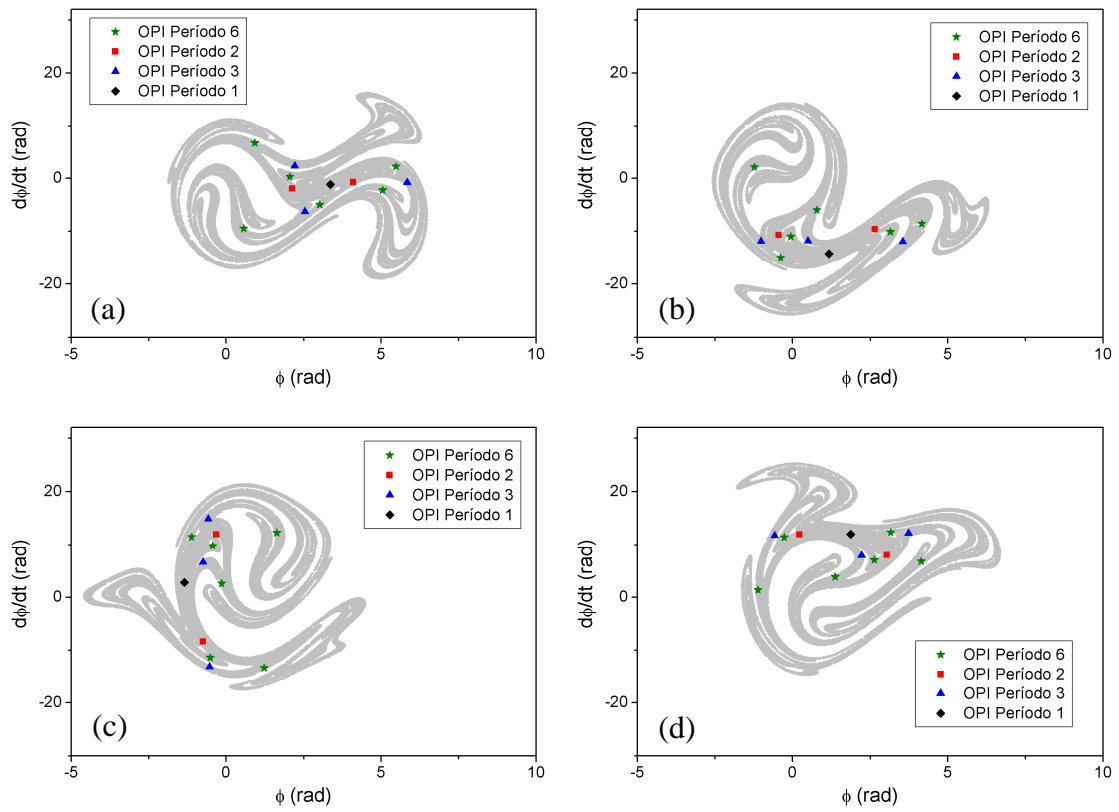 OPI Período 6
OPI Período 2
OPI Período 3
OPI Período 1
20
0
-20
-5
0
5
10
dϕ/dt (rad)
ϕ (rad)
(a)
OPI Período 6
OPI Período 2
OPI Período 3
OPI Período 1
20
0
-20
-5
0
5
10
dϕ/dt (rad)
ϕ (rad)
(b)
OPI Período 6
OPI Período 2
OPI Período 3
OPI Período 1
20
0
-20
-5
0
5
10
dϕ/dt (rad)
ϕ (rad)
(c)
OPI Período 6
OPI Período 2
OPI Período 3
OPI Período 1
20
0
-20
-5
0
5
10
dϕ/dt (rad)
ϕ (rad)
(d)